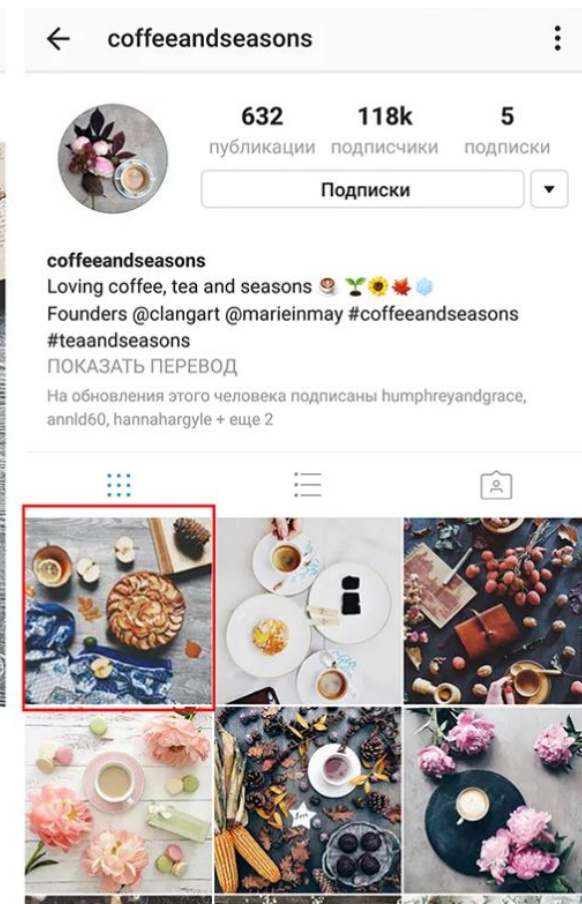 coffeeandseasons
632 118k 5
публикации подписчики подписки
Подписки
coffeeandseasons
Loving coffee, tea and seasons
Founders @clangart @marieinmay #coffeeandseasons
#teaandseasons
ПОКАЗАТЬ ПЕРЕВОД
На обновления этого человека подписаны humphreyandgrace,
annld60, hannahargyle + еще 2